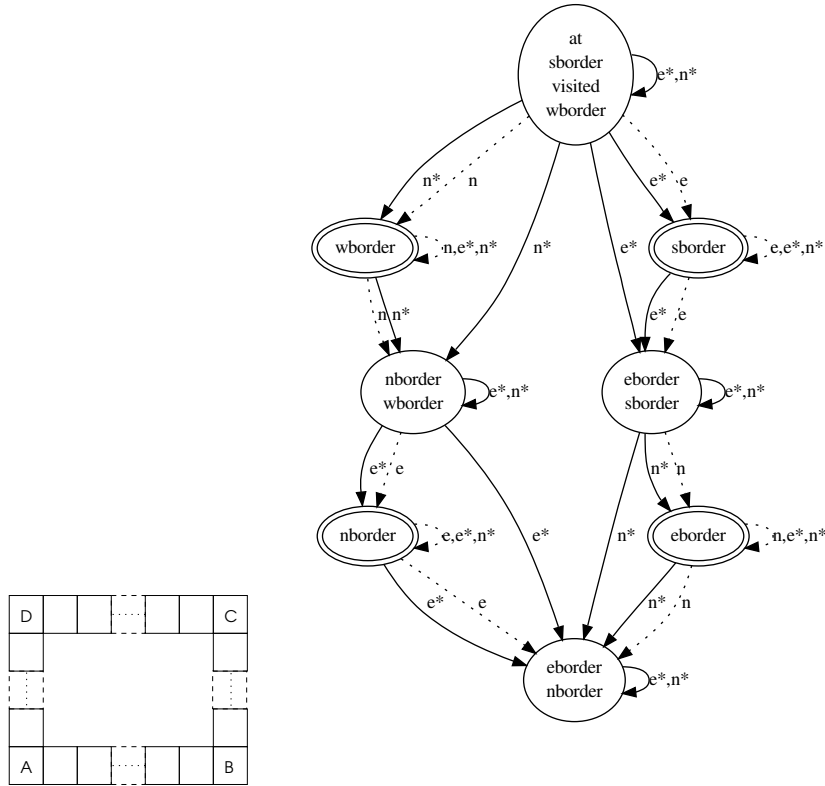 at
sborder
visited
wborder
e*,n*
n*
n
e*
e
wborder
n,e*,n*
n*
e*
sborder
e,e*,n*
n
n*
e*
e
nborder
wborder
e*,n*
eborder
sborder
e*,n*
e*
e
n*
n
nborder
e,e*,n*
e*
n*
eborder
n,e*,n*
e*
e
n*
n
eborder
nborder
e*,n*
D
C
A
B